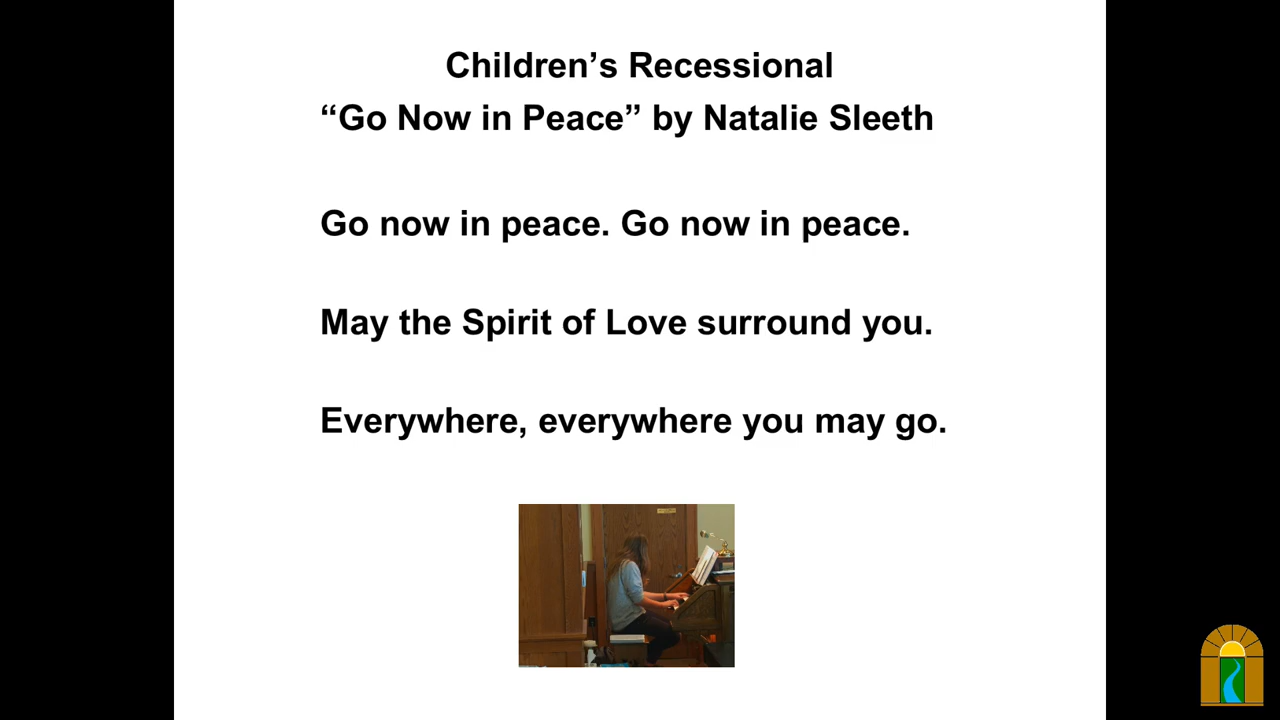 Children’s Recessional
“Go Now in Peace” by Natalie Sleeth
Go now in peace. Go now in peace.
May the Spirit of Love surround you.
Everywhere, everywhere you may go.